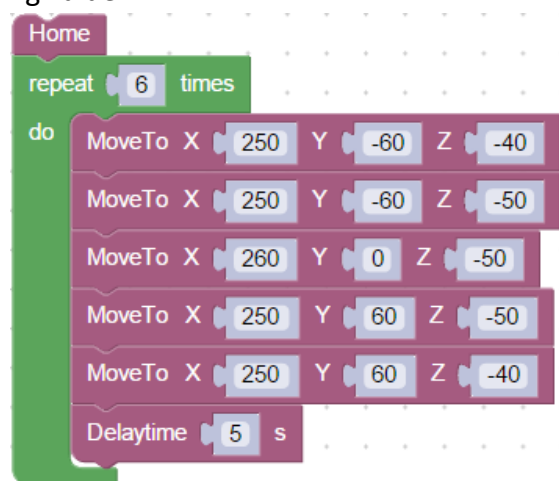 Home
repeat 6 times
do MoveTo X 250 Y -60 Z -40
MoveTo X 250 Y -60 Z -50
MoveTo X 260 Y 0 Z -50
MoveTo X 250 Y 60 Z -50
MoveTo X 250 Y 60 Z -40
Delaytime 5 s